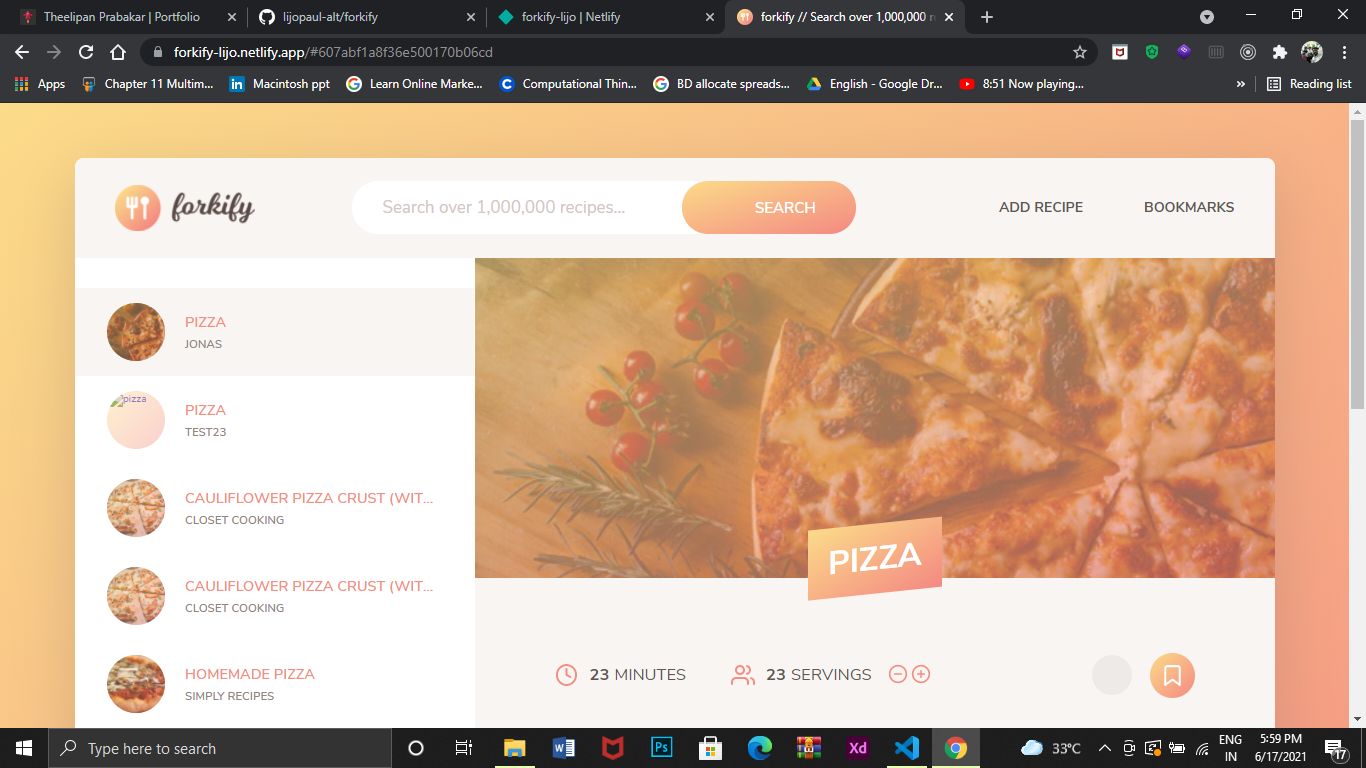 Theelipan Prabakar | Portfolio
lijopaul-alt/forkify
forkify-lijo | Netlify
forkify // Search over 1,000,000 r
forkify-lijo.netlify.app/#607abf1a8f36e500170b06cd
Apps
Chapter 11 Multim...
Macintosh ppt
Learn Online Marke...
Computational Thin...
BD allocate spreads...
English - Google Dr...
8:51 Now playing...
»
Reading list
forkify
Search over 1,000,000 recipes...
SEARCH
ADD RECIPE
BOOKMARKS
PIZZA
JONAS
pizza
PIZZA
TEST23
CAULIFLOWER PIZZA CRUST (WIT...
CLOSET COOKING
CAULIFLOWER PIZZA CRUST (WIT...
CLOSET COOKING
HOMEMADE PIZZA
SIMPLY RECIPES
PIZZA
23 MINUTES
23 SERVINGS
Type here to search
33°C
ENG
IN
5:59 PM
6/17/2021
17